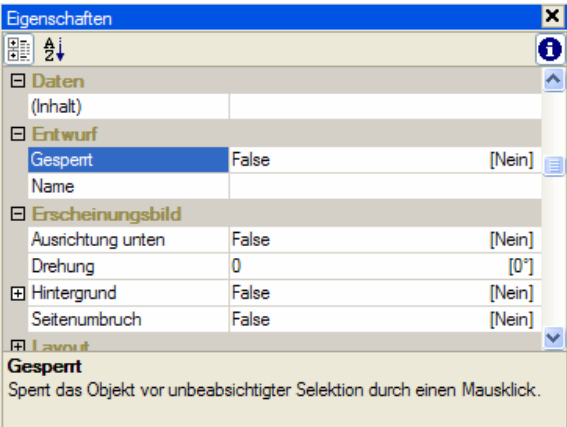 Eigenschaften
Daten
(Inhalt)
Entwurf
Gesperrt False [Nein]
Name
Erscheinungsbild
Ausrichtung unten False [Nein]
Drehung 0 [0°]
Hintergrund False [Nein]
Seitenumbruch False [Nein]
Layout
Gesperrt
Sperrt das Objekt vor unbeabsichtigter Selektion durch einen Mausklick.